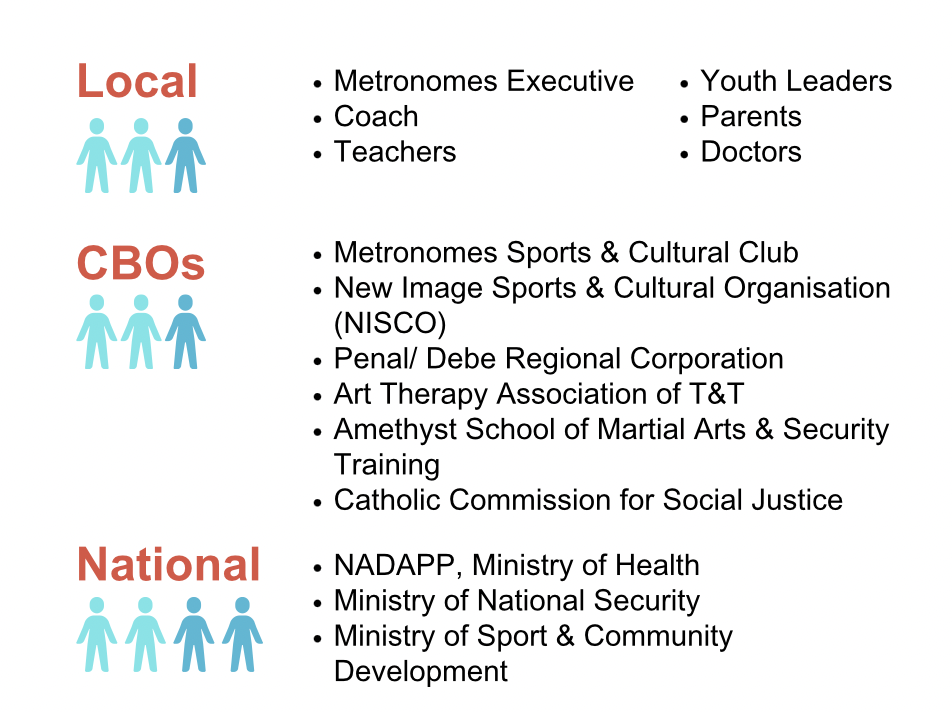 Local
Metronomes Executive
Coach
Teachers
Youth Leaders
Parents
Doctors
CBOs
Metronomes Sports & Cultural Club
New Image Sports & Cultural Organisation
(NISCO)
Penal/ Debe Regional Corporation
Art Therapy Association of T&T
Amethyst School of Martial Arts & Security
Training
Catholic Commission for Social Justice
National
NADAPP, Ministry of Health
Ministry of National Security
Ministry of Sport & Community
Development